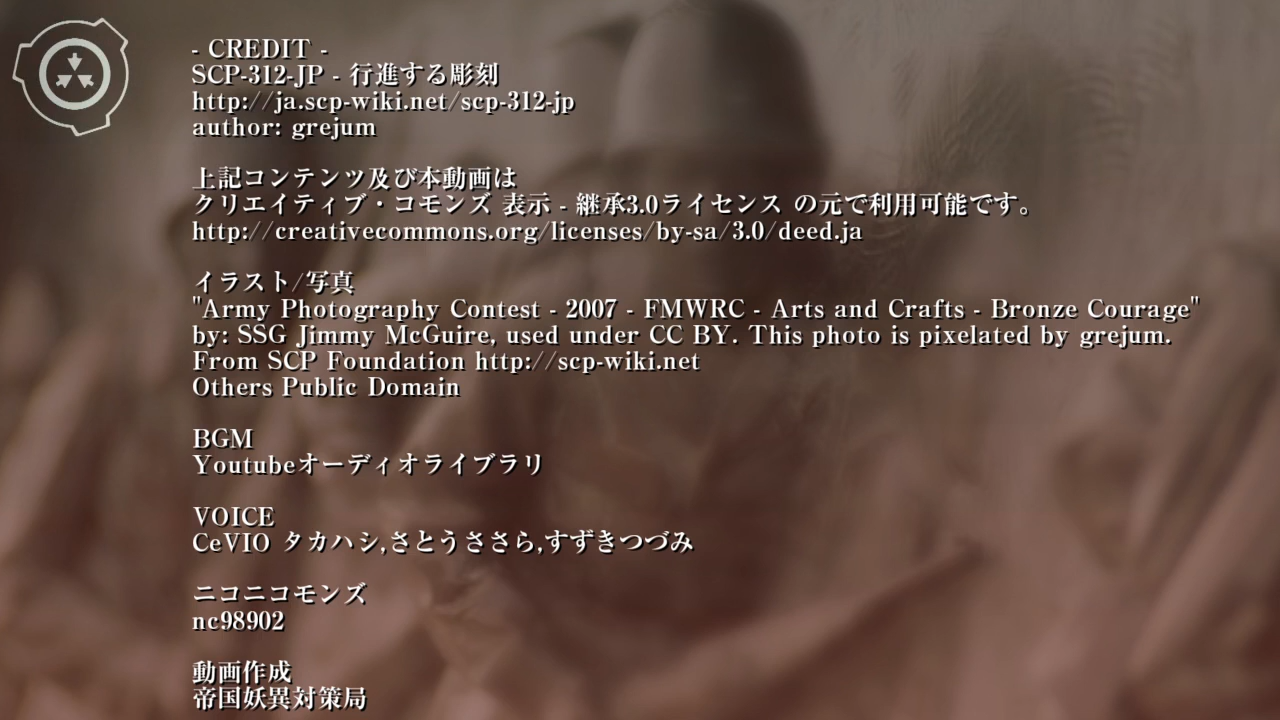 - CREDIT -
SCP-312-JP - 行進する彫刻
http://ja.scp-wiki.net/scp-312-jp
author: grejum
上記コンテンツ及び本動画は
クリエイティブ・コモンズ 表示 - 継承3.0ライセンス の元で利用可能です。
http://creativecommons.org/licenses/by-sa/3.0/deed.ja
イラスト/写真
"Army Photography Contest - 2007 - FMWRC - Arts and Crafts - Bronze Courage"
by: SSG Jimmy McGuire, used under CC BY. This photo is pixelated by grejum.
From SCP Foundation http://scp-wiki.net
Others Public Domain
BGM
Youtubeオーディオライブラリ
VOICE
CeVIO タカハシ,さとうささら,すずきつづみ
ニコニコモンズ
nc98902
動画作成
帝国妖異対策局